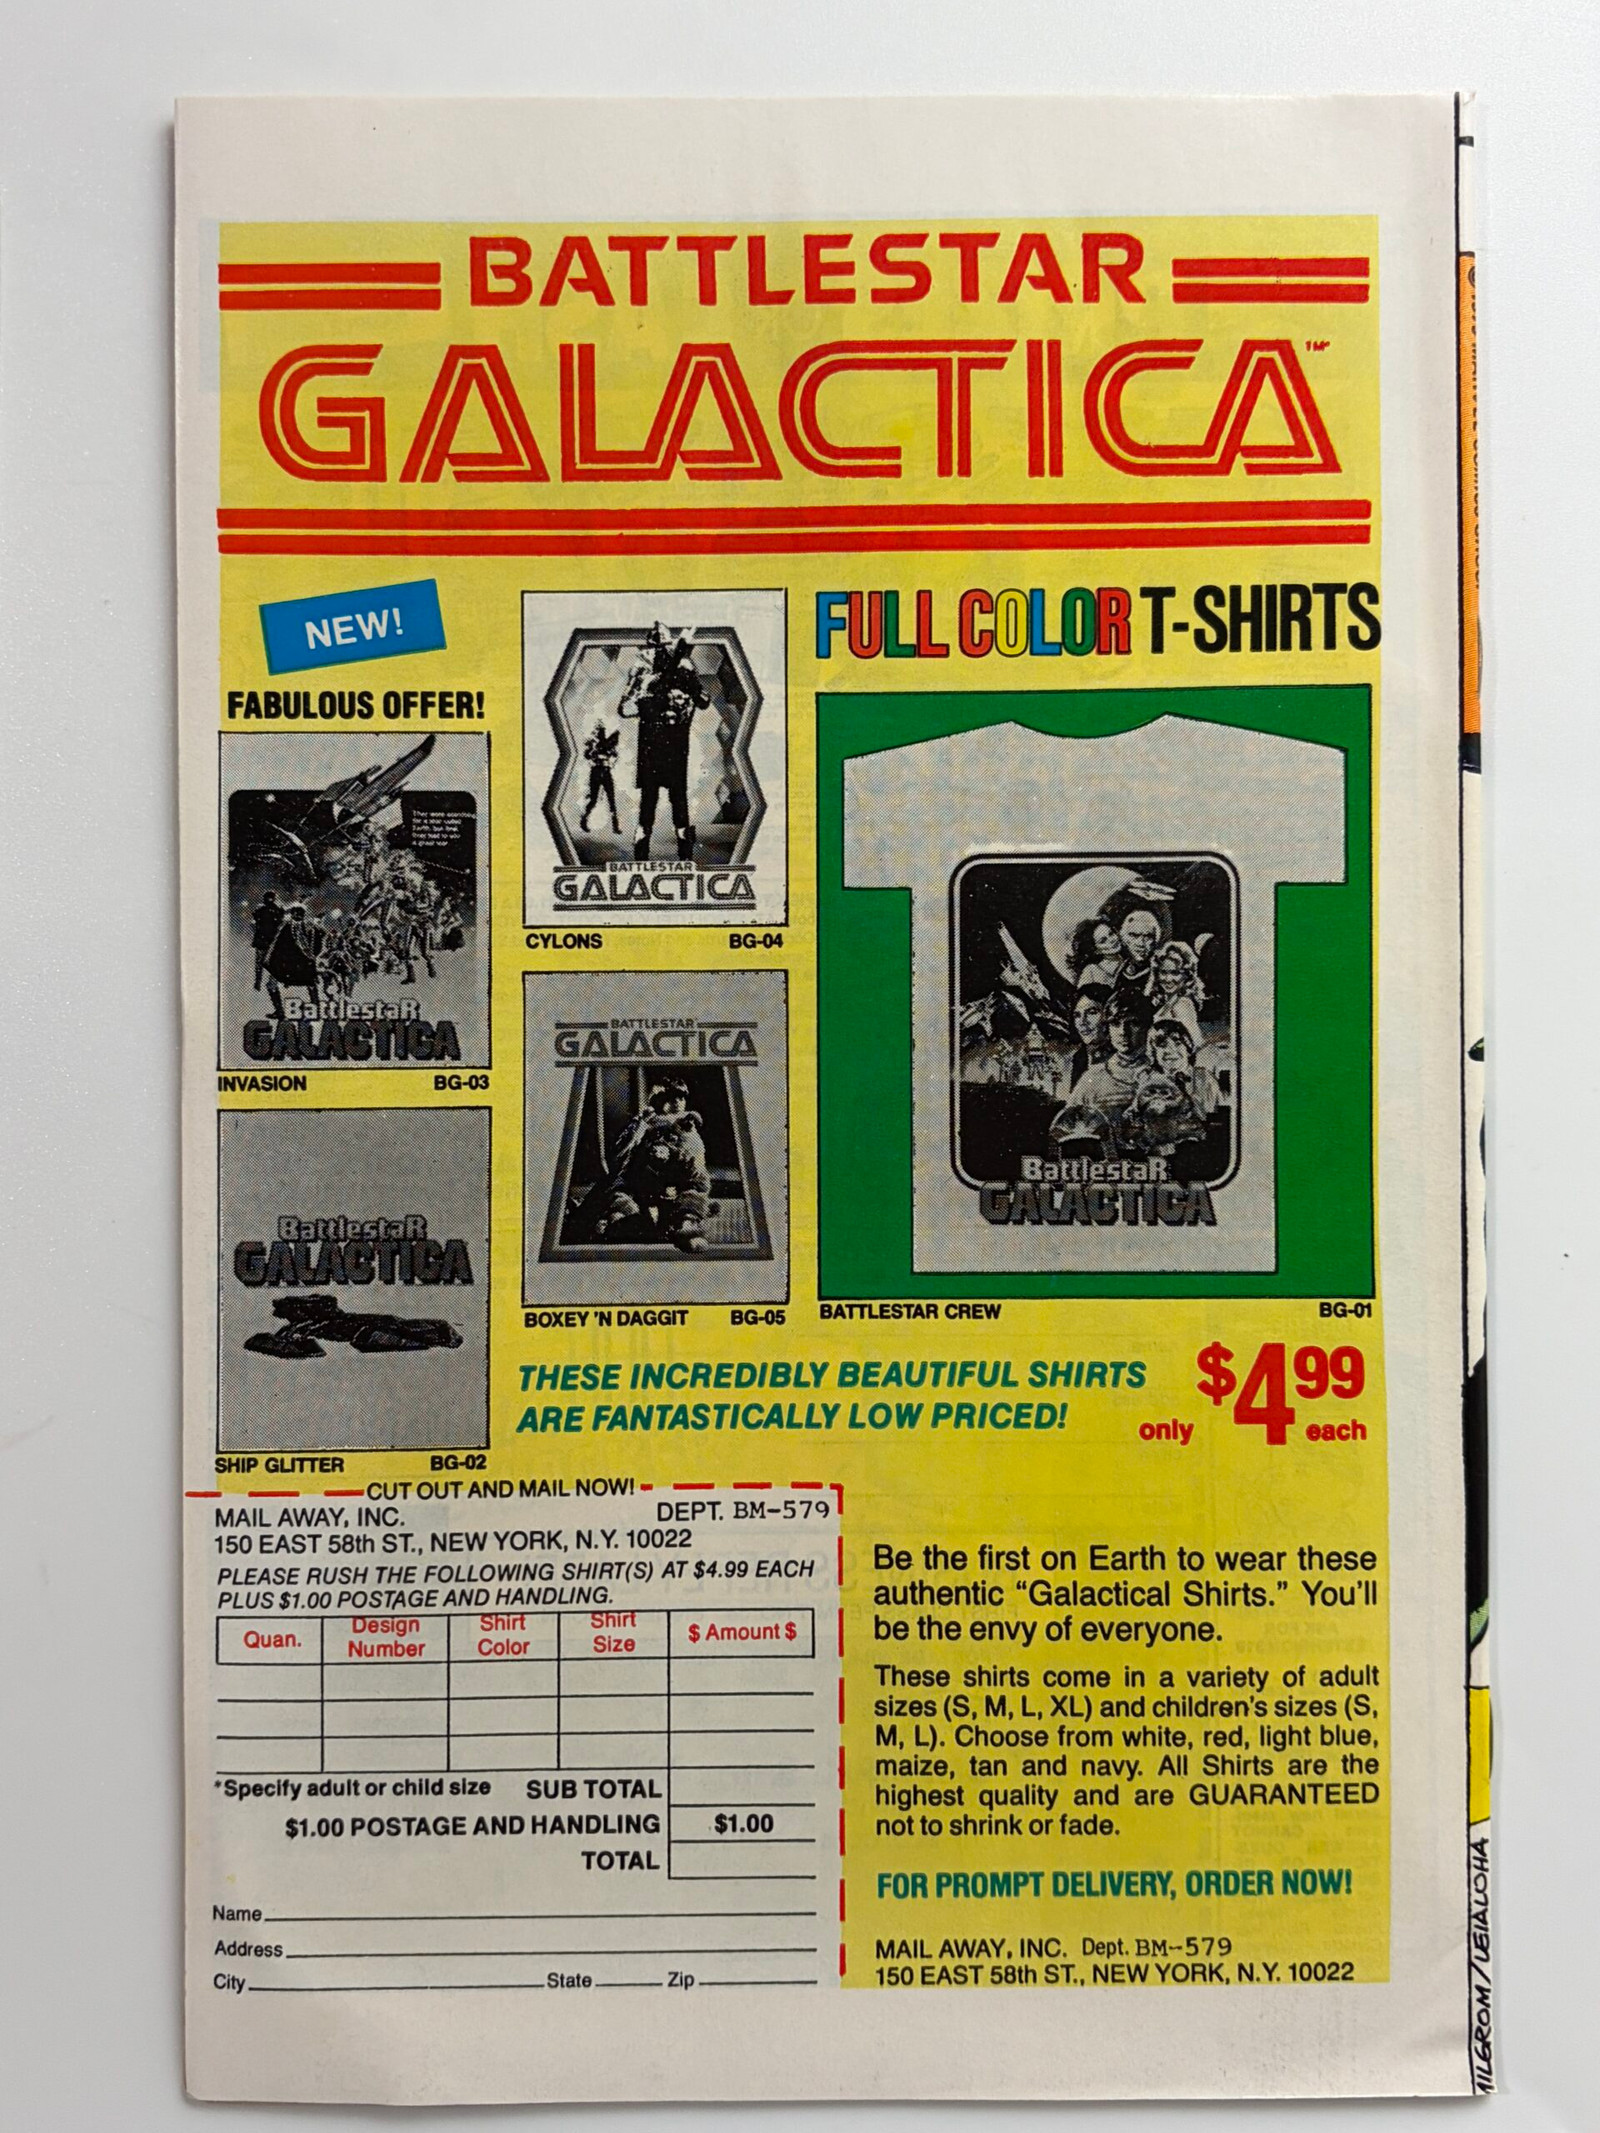 BATTLESTAR
GALACTICA
TM
NEW!
FABULOUS OFFER!
FULL COLOR T-SHIRTS
Battlestar
GALACTICA
INVASION BG-03
BATTLESTAR
GALACTICA
CYLONS BG-04
Battlestar
GALACTICA
SHIP GLITTER BG-02
BATTLESTAR
GALACTICA
BOXEY 'N DAGGIT BG-05
Battlestar
GALACTICA
BATTLESTAR CREW BG-01
THESE INCREDIBLY BEAUTIFUL SHIRTS
ARE FANTASTICALLY LOW PRICED!
only $4.99 each
CUT OUT AND MAIL NOW!
MAIL AWAY, INC. DEPT. BM-579
150 EAST 58th ST., NEW YORK, N.Y. 10022
PLEASE RUSH THE FOLLOWING SHIRT(S) AT $4.99 EACH
PLUS $1.00 POSTAGE AND HANDLING.
Quan. Design Number Shirt Color Shirt Size $ Amount $
*Specify adult or child size SUB TOTAL
$1.00 POSTAGE AND HANDLING $1.00
TOTAL
Name
Address
City State Zip
Be the first on Earth to wear these
authentic “Galactical Shirts.” You'll
be the envy of everyone.
These shirts come in a variety of adult
sizes (S, M, L, XL) and children's sizes (S,
M, L). Choose from white, red, light blue,
maize, tan and navy. All Shirts are the
highest quality and are GUARANTEED
not to shrink or fade.
FOR PROMPT DELIVERY, ORDER NOW!
MAIL AWAY, INC. Dept. BM-579
150 EAST 58th ST., NEW YORK, N.Y. 10022
MILGROM/LEIALOHA